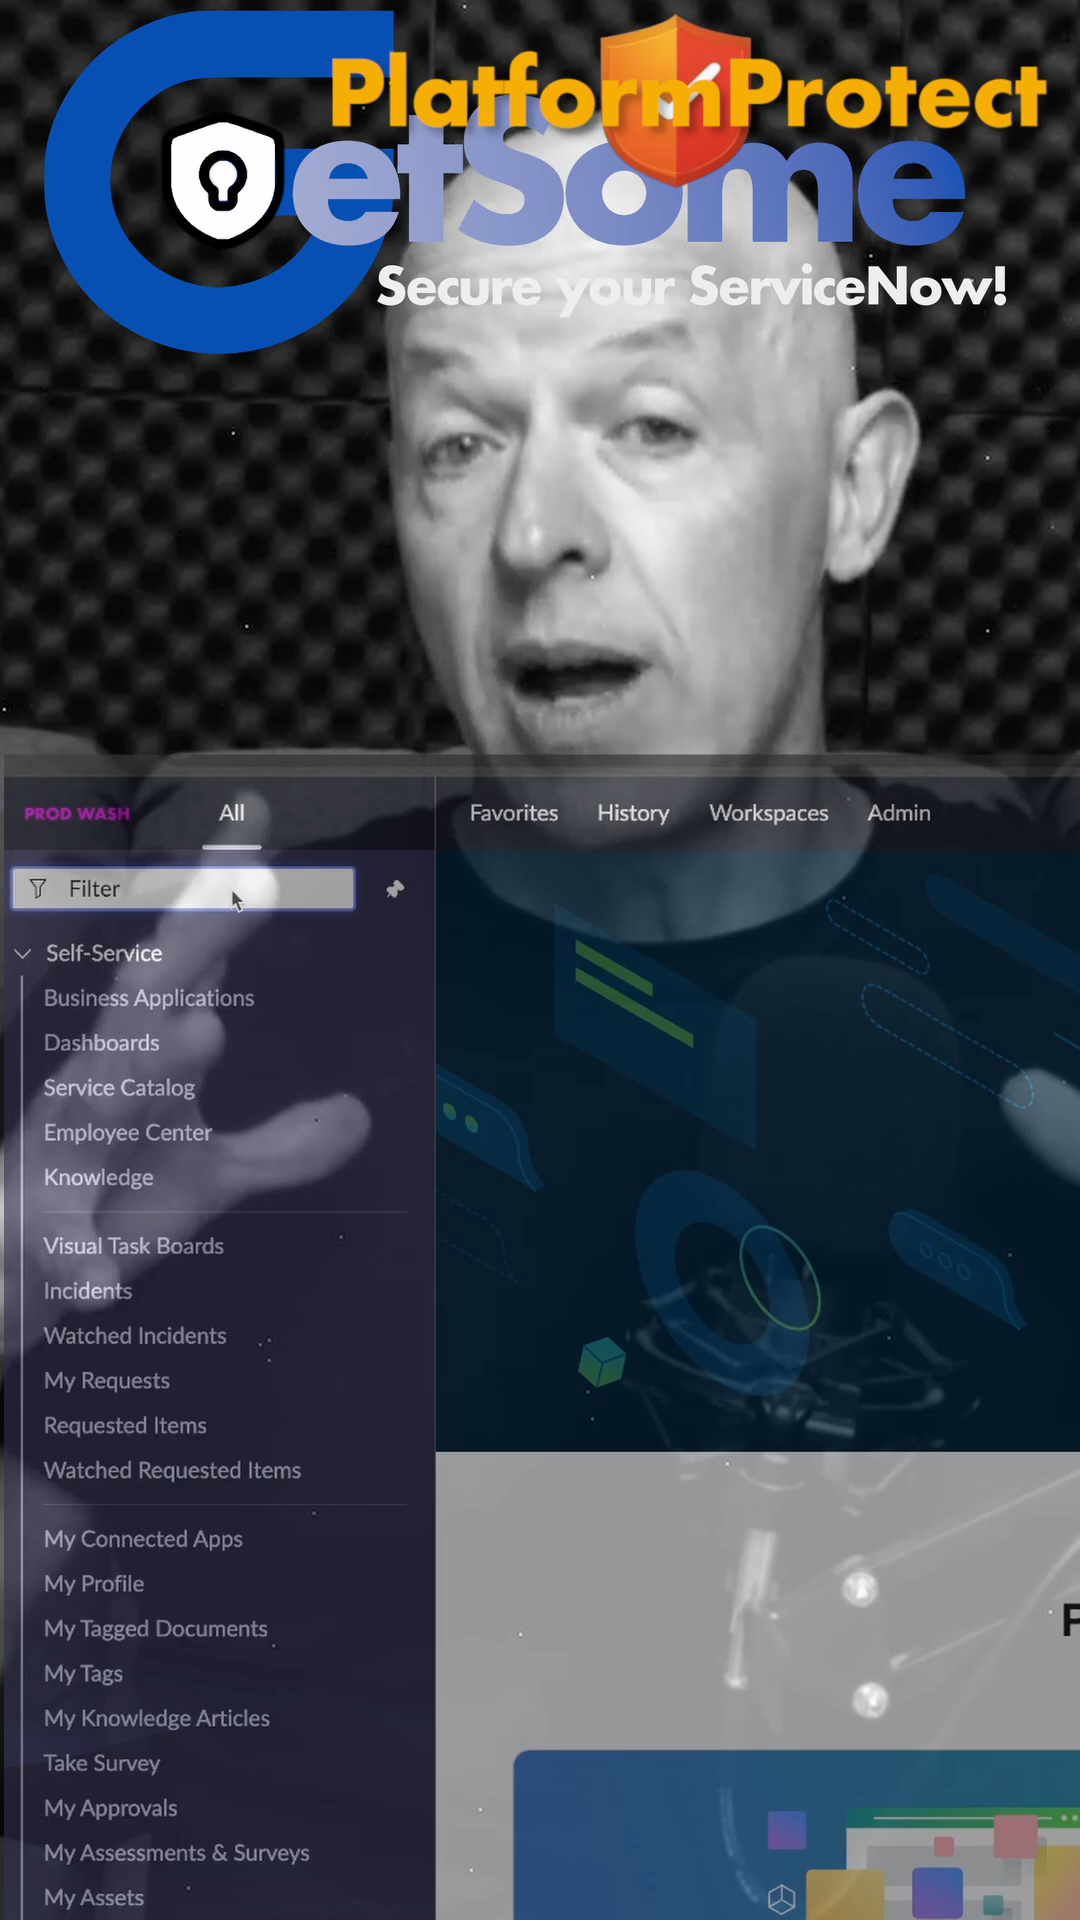 PlatformProtect
GetSome
Secure your ServiceNow!
PROD WASH
All
Favorites
History
Workspaces
Admin
Filter
Self-Service
Business Applications
Dashboards
Service Catalog
Employee Center
Knowledge
Visual Task Boards
Incidents
Watched Incidents
My Requests
Requested Items
Watched Requested Items
My Connected Apps
My Profile
My Tagged Documents
My Tags
My Knowledge Articles
Take Survey
My Approvals
My Assessments & Surveys
My Assets